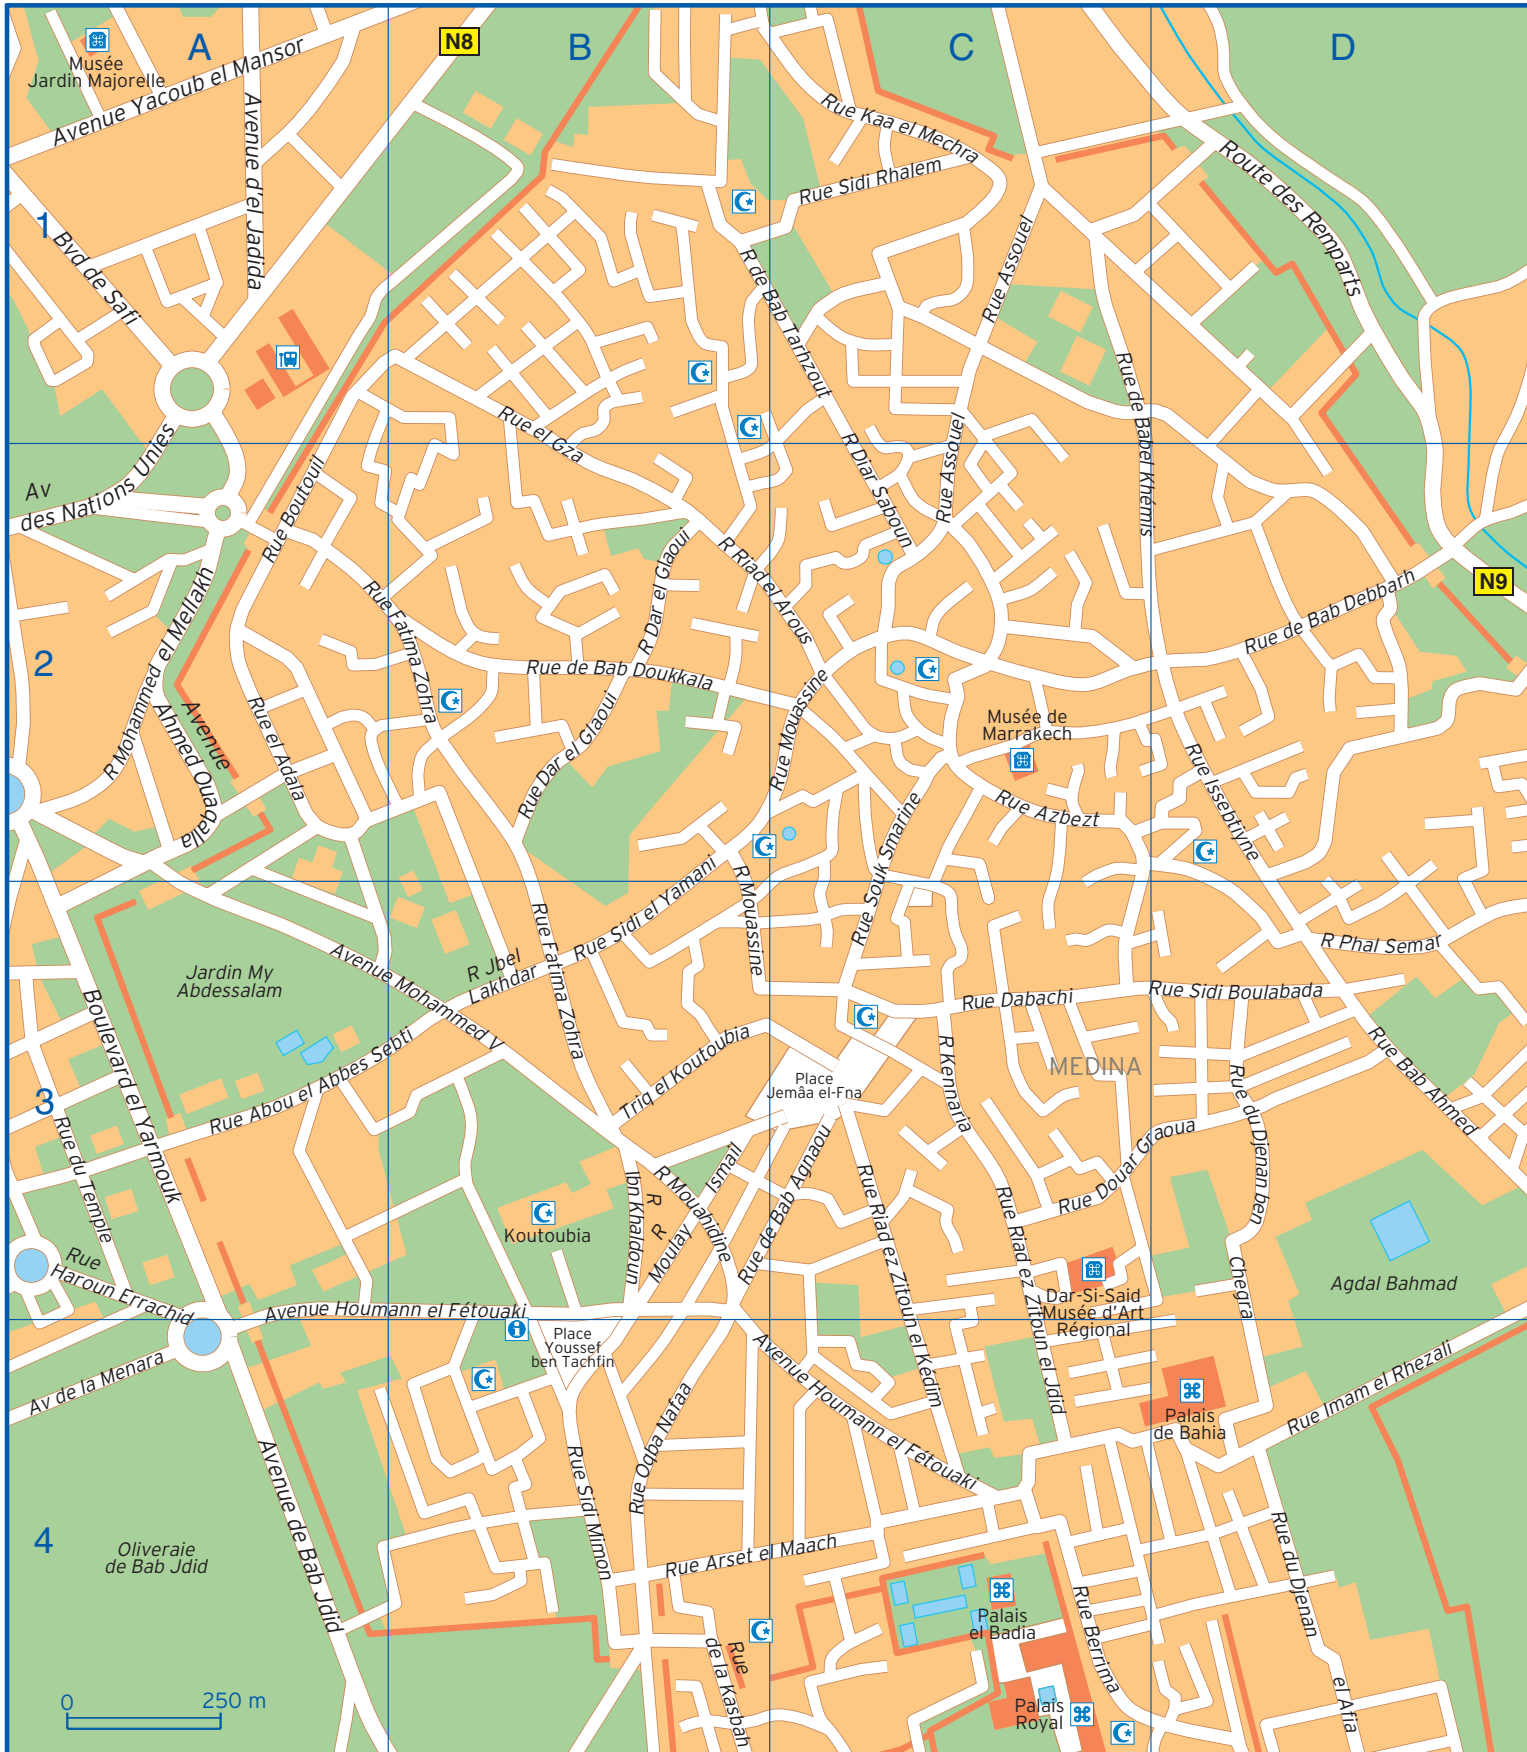 A
B
C
D
1
2
3
4
N8
N9
Musée
Jardin Majorelle
Avenue Yacoub el Mansor
Avenue d'el Jadida
Bvd de Safi
Rue Kaa el Mechra
Rue Sidi Rhalem
Route des Remparts
Rue Assouel
R de Bab Tarhzout
Rue de Babel Khémis
Rue el Gza
R Diar Saboun
Rue Assouel
Av
des Nations Unies
Rue Boutouil
R Riad el Arous
R Dar el Glaoui
Rue Fatima Zohra
R Mohammed el Mellakh
Rue de Bab Debbarh
Rue de Bab Doukkala
Rue Mouassine
Rue Dar el Glaoui
Avenue
Ahmed Ouaqalla
Rue el Adala
Musée de
Marrakech
Rue Azbezt
Rue Issebtiyne
Rue Souk Smarine
R Mouassine
Rue Sidi el Yamani
R Jbel
Lakhdar
Rue Fatima Zohra
Avenue Mohammed V
Jardin My
Abdessalam
R Phal Semar
Rue Dabachi
Rue Sidi Boulabada
Boulevard el Yarmouk
Rue Abou el Abbes Sebti
Triq el Koutoubia
Place
Jemâa el-Fna
R Kennaria
MEDINA
Rue Bab Ahmed
Rue du Djenan ben
Chegra
Rue du Temple
Rue Douar Graoua
Ibn Khaldoun
R
R
Moulay Ismail
R Mouahidine
Rue de Bab Agnaou
Rue Riad ez Zitoun el Kédim
Rue Riad ez Zitoun el Jdid
Koutoubia
Rue
Haroun Errachid
Avenue Houmann el Fétouaki
Dar-Si-Said
Musée d'Art
Régional
Agdal Bahmad
Place
Youssef
ben Tachfin
Av de la Menara
Avenue Houmann el Fétouaki
Rue Imam el Rhezali
Palais
de Bahia
Rue Oqba Nafaa
Rue Sidi Mimon
Avenue de Bab Jdid
Oliveraie
de Bab Jdid
Rue Arset el Maach
Rue du Djenan
el Afia
Palais
el Badia
Rue Berrima
Rue
de la Kasbah
Palais
Royal
0
250 m